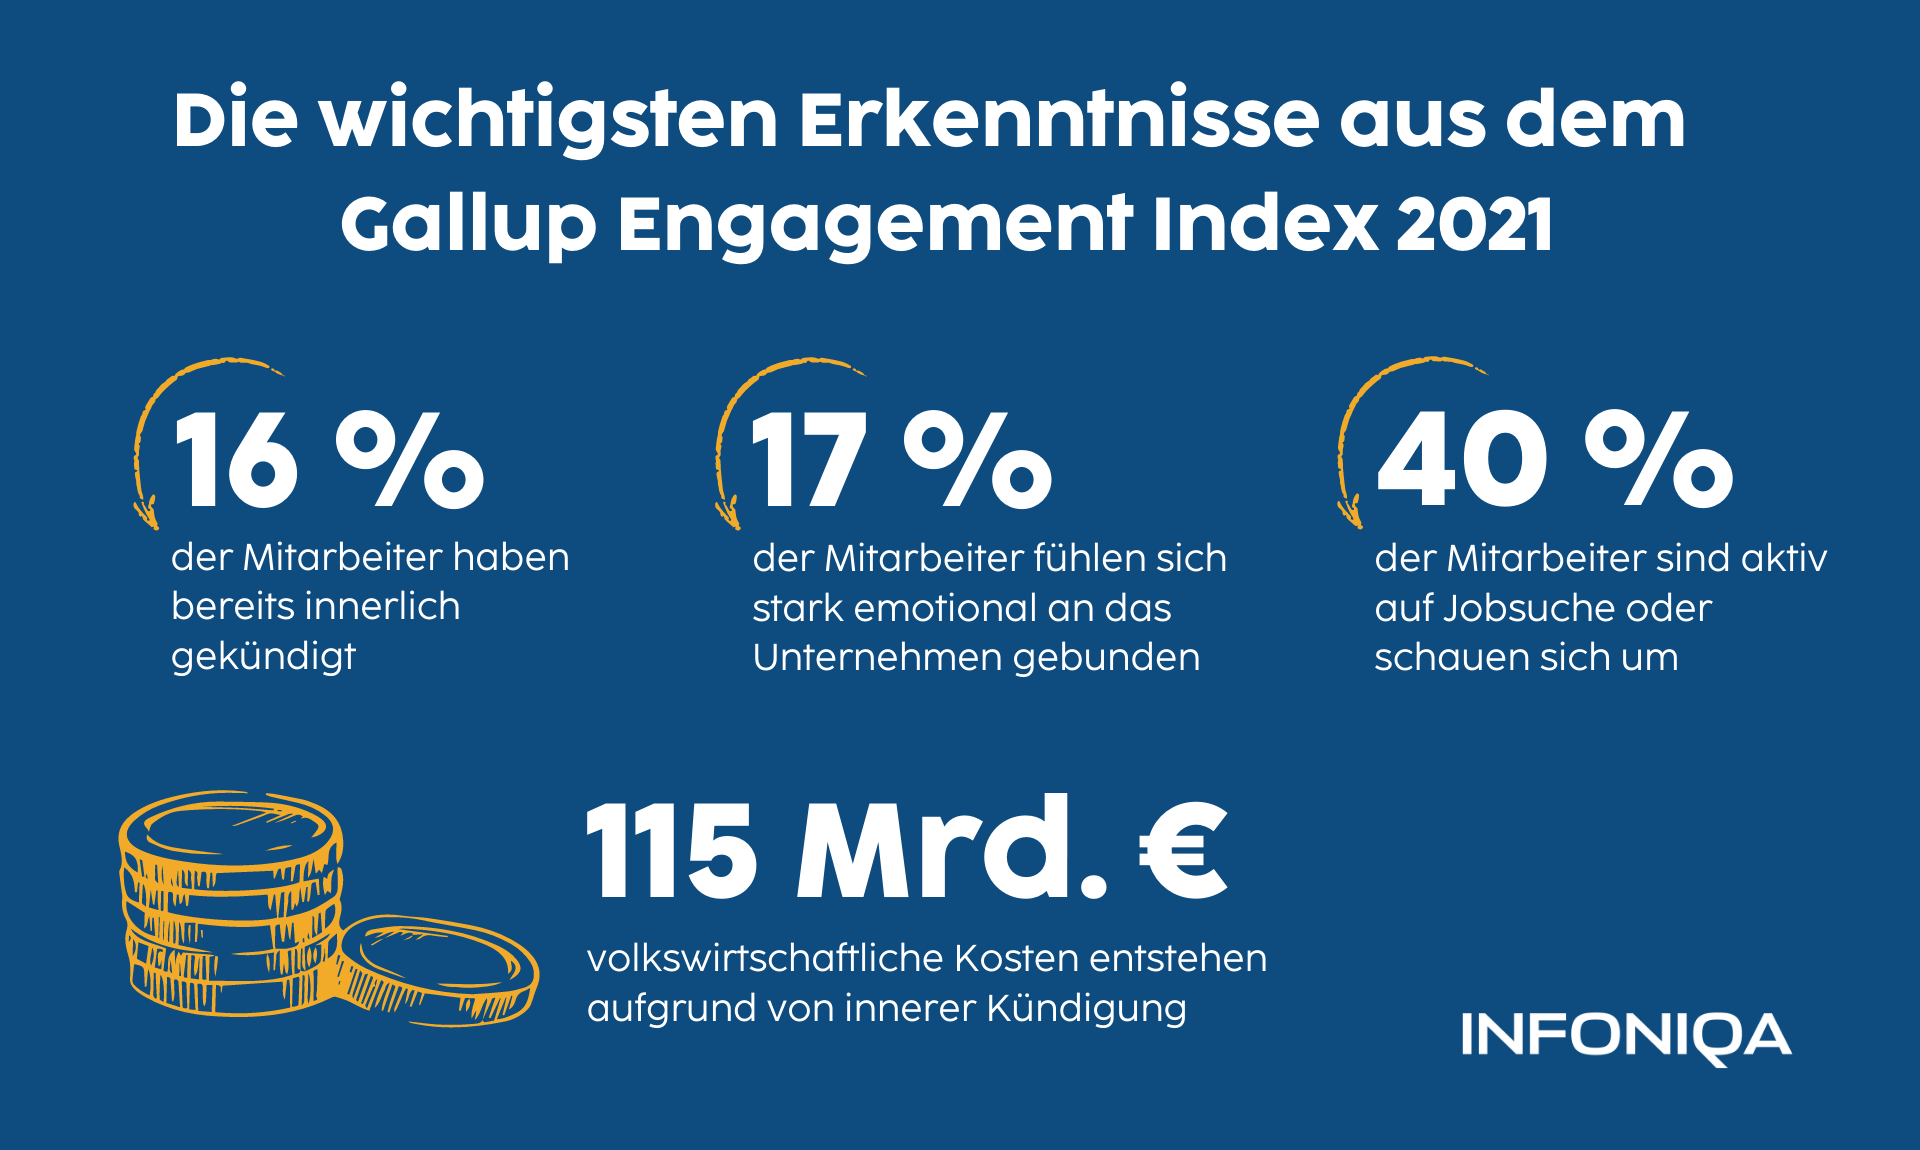 Die wichtigsten Erkenntnisse aus dem
Gallup Engagement Index 2021
16 %
der Mitarbeiter haben
bereits innerlich
gekündigt
17 %
der Mitarbeiter fühlen sich
stark emotional an das
Unternehmen gebunden
40 %
der Mitarbeiter sind aktiv
auf Jobsuche oder
schauen sich um
115 Mrd. €
volkswirtschaftliche Kosten entstehen
aufgrund von innerer Kündigung
INFONIQA